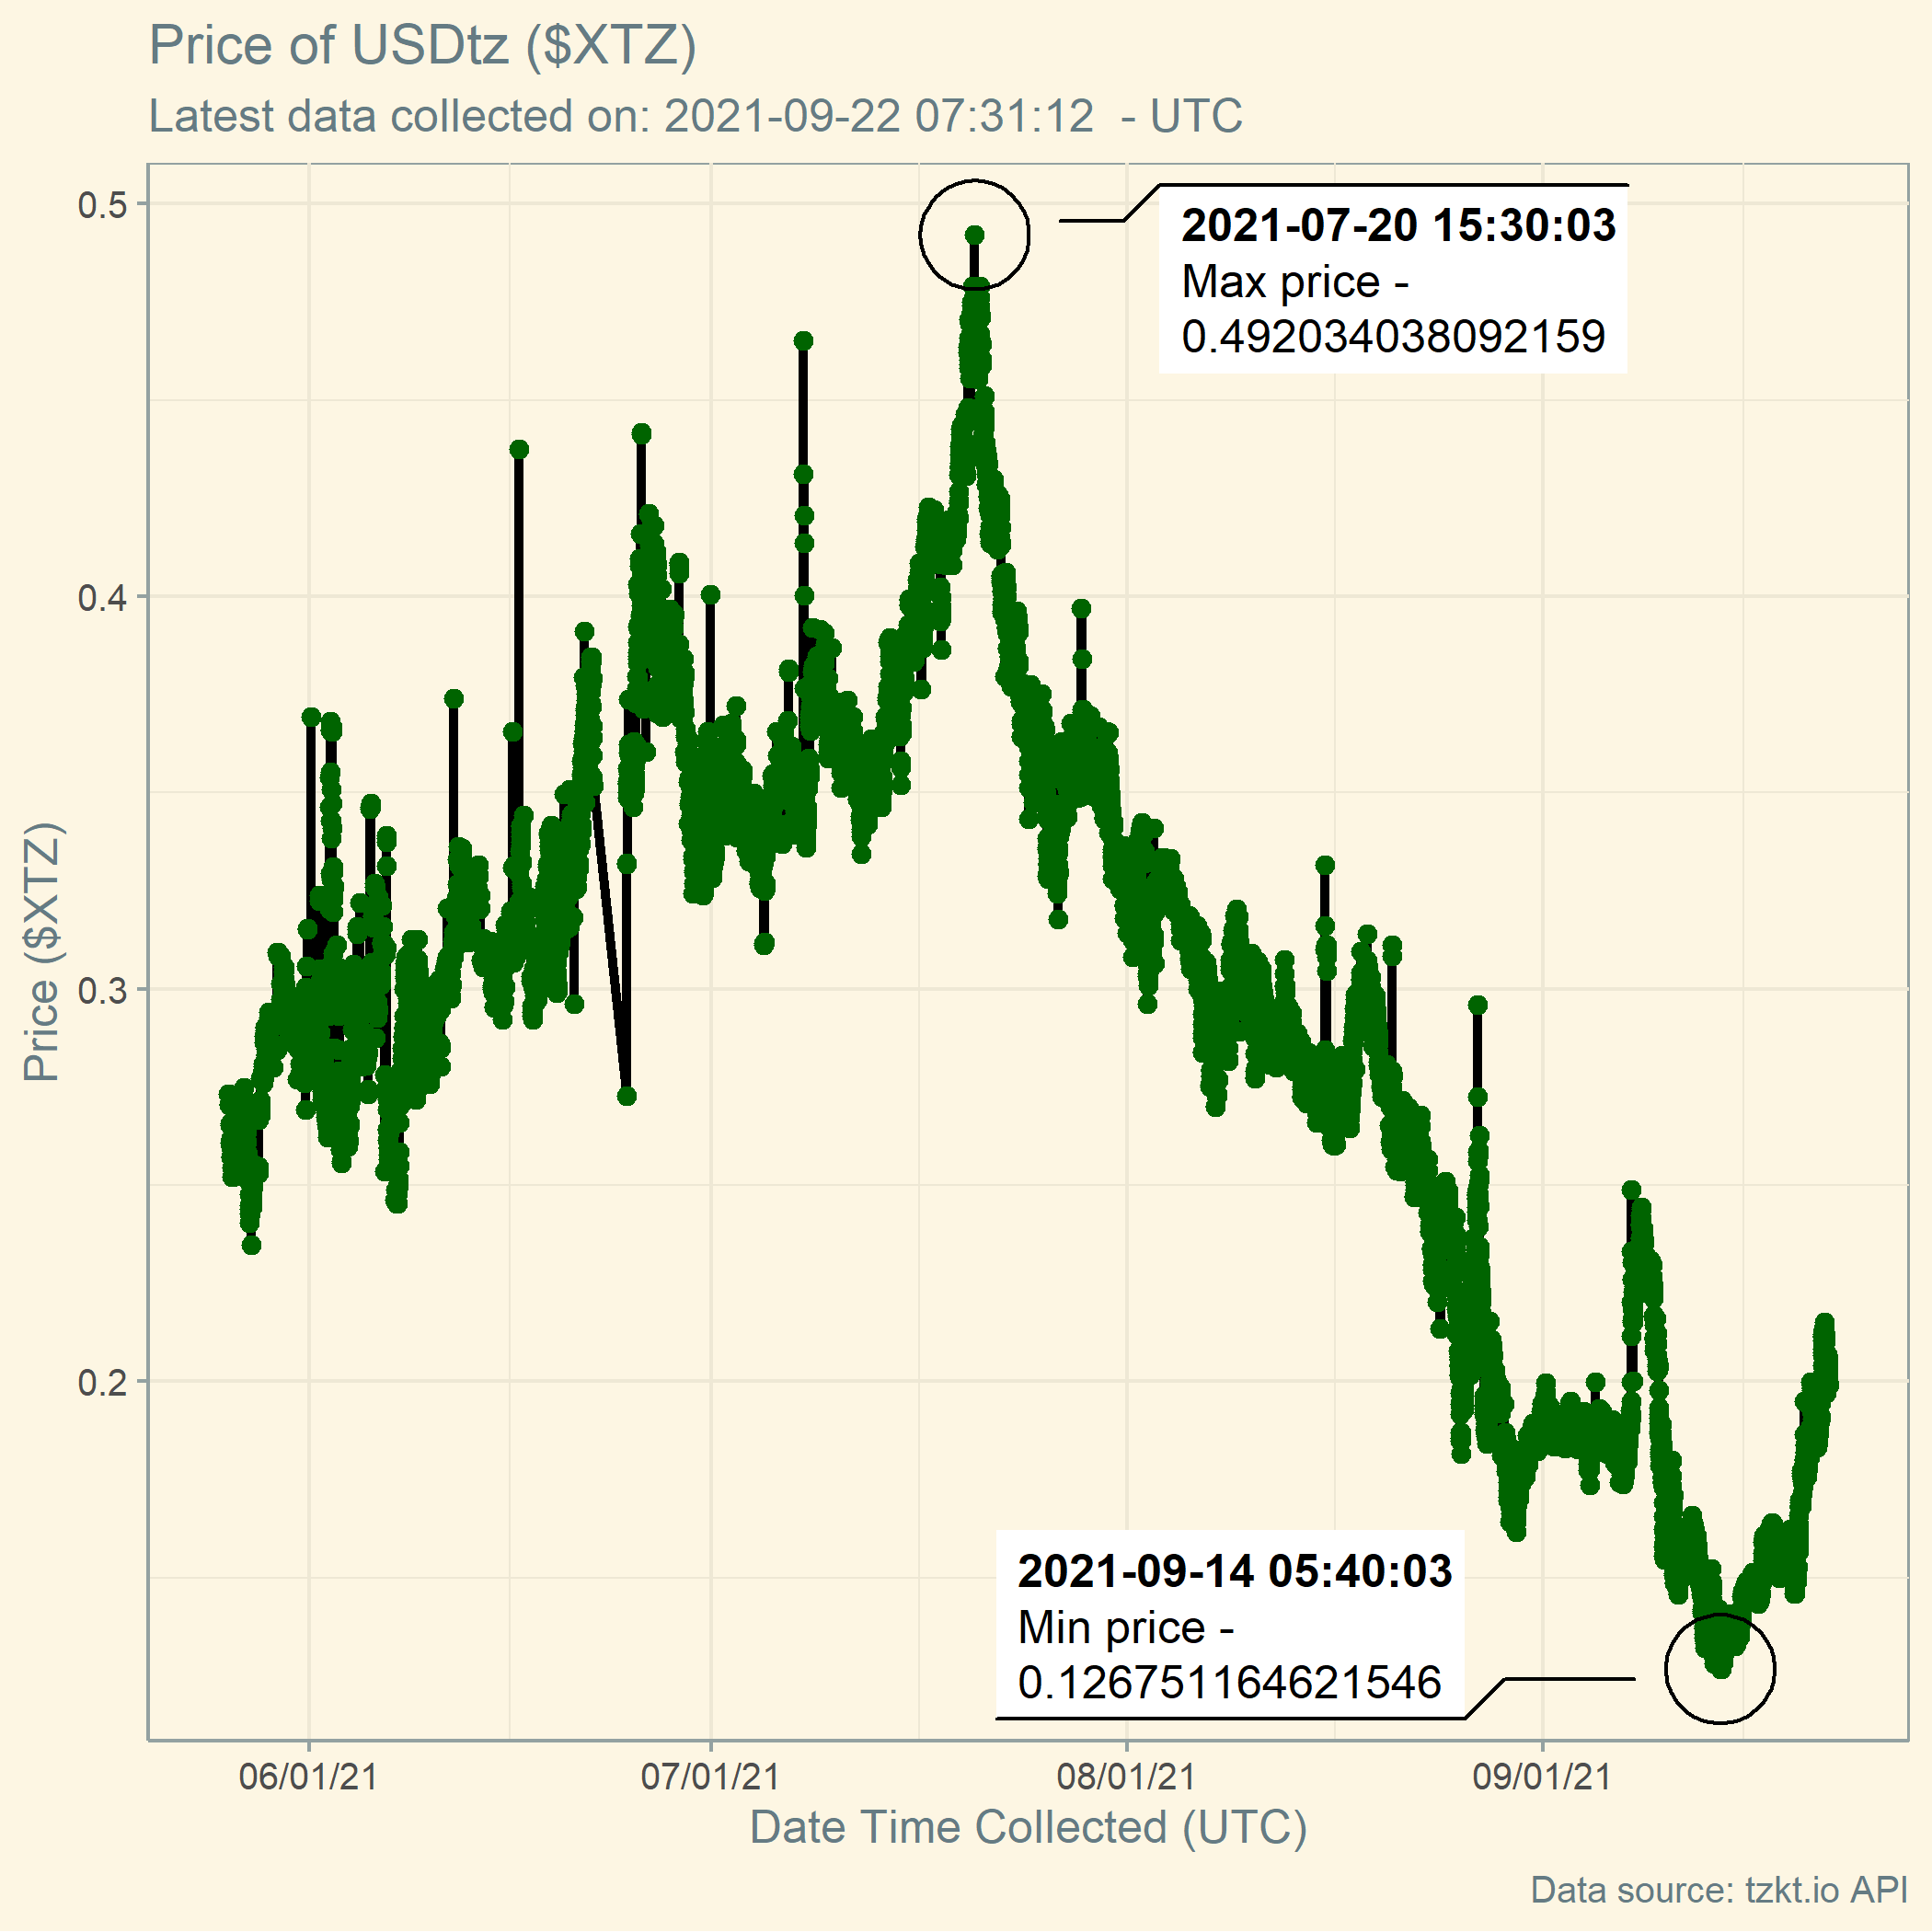 Price of USDtz ($XTZ)
Latest data collected on: 2021-09-22 07:31:12  - UTC
0.5
0.4
0.3
0.2
Price ($XTZ)
2021-07-20 15:30:03
Max price -
0.492034038092159
2021-09-14 05:40:03
Min price -
0.126751164621546
06/01/21
07/01/21
08/01/21
09/01/21
Date Time Collected (UTC)
Data source: tzkt.io API